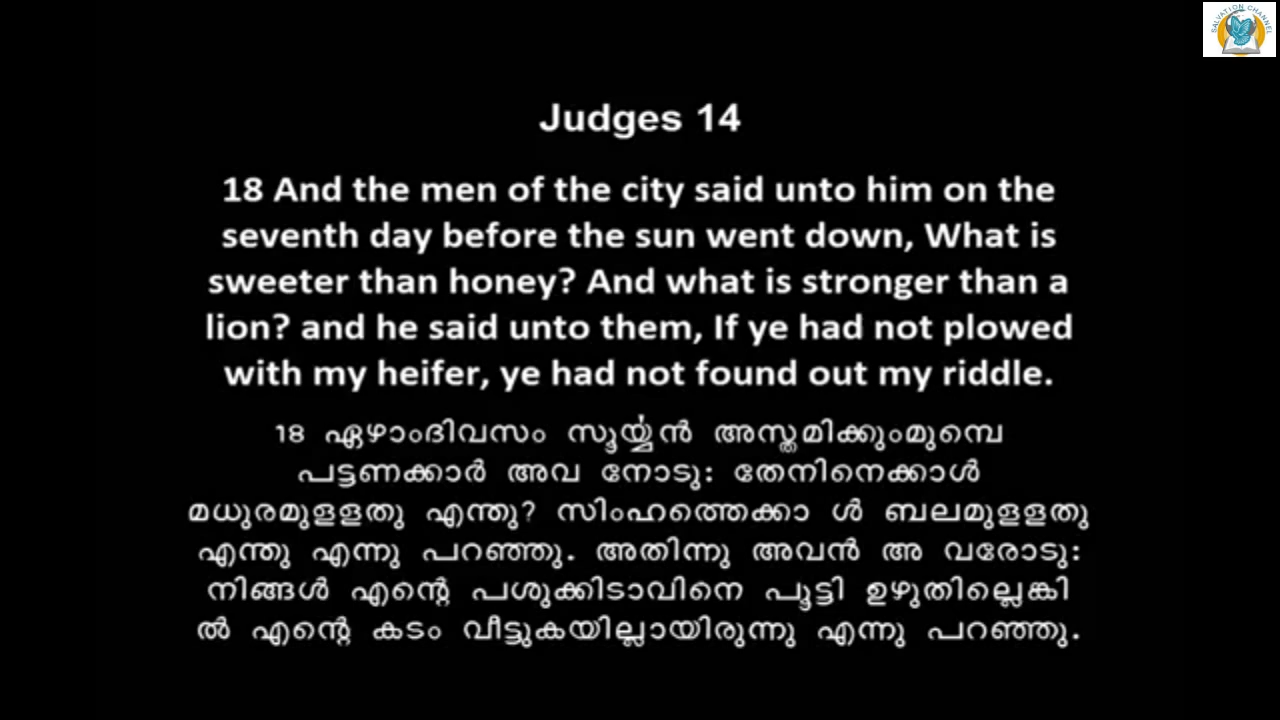 SALVATION CHANNEL
Judges 14
18 And the men of the city said unto him on the
seventh day before the sun went down, What is
sweeter than honey? And what is stronger than a
lion? and he said unto them, If ye had not plowed
with my heifer, ye had not found out my riddle.
18 ഏഴാംദിവസം സൂൎയ്യൻ അസ്തമിക്കുംമുമ്പെ
പട്ടണക്കാർ അവ നോടു: തേനിനെക്കാൾ
മധുരമുളളതു എന്തു? സിംഹത്തെക്കാ ൾ ബലമുളളതു
എന്തു എന്നു പറഞ്ഞു. അതിന്നു അവൻ അ വരോടു:
നിങ്ങൾ എന്റെ പശുക്കിടാവിനെ പൂട്ടി ഉഴുതില്ലെങ്കി
ൽ എന്റെ കടം വീട്ടുകയില്ലായിരുന്നു എന്നു പറഞ്ഞു.